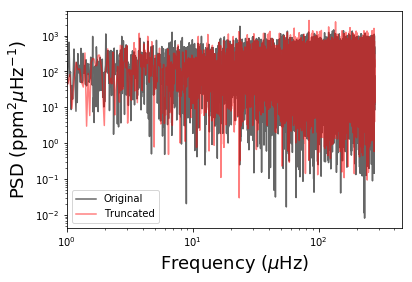 PSD (ppm²μHz⁻¹)
10³
10²
10¹
10⁰
10⁻¹
10⁻²
Original
Truncated
10⁰
10¹
10²
Frequency (μHz)